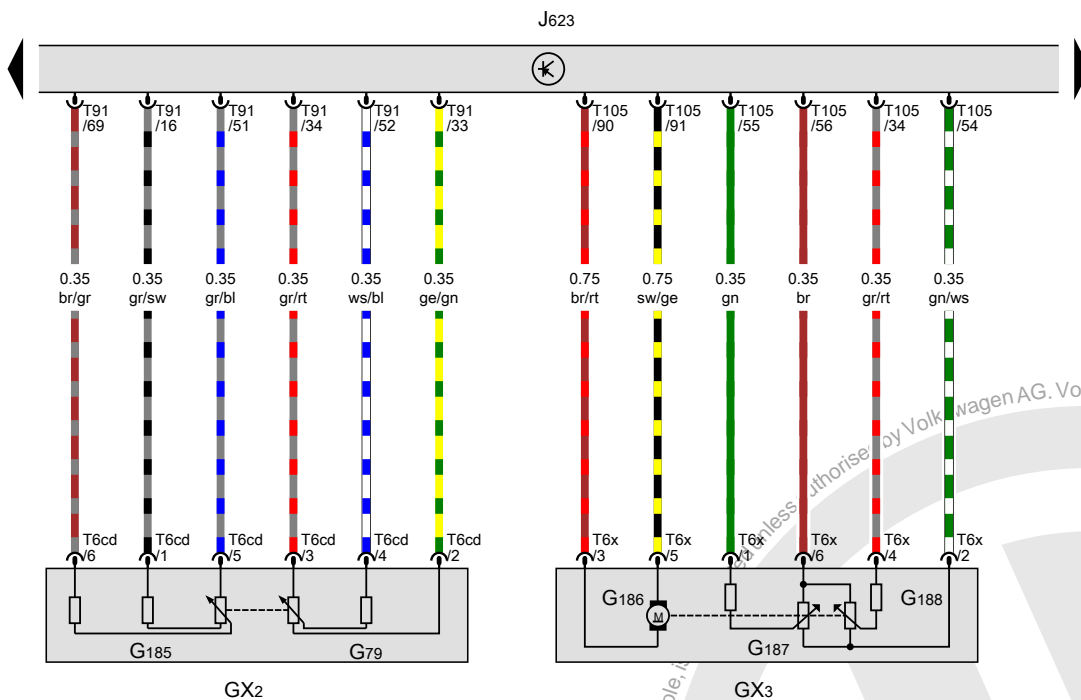 J623
T91 T91 T91 T91 T91 T91 T105 T105 T105 T105 T105 T105
/69 /16 /51 /34 /52 /33 /90 /91 /55 /56 /34 /54
0.35 0.35 0.35 0.35 0.35 0.35 0.75 0.75 0.35 0.35 0.35 0.35
br/gr gr/sw gr/bl gr/rt ws/bl ge/gn br/rt sw/ge gn br gr/rt gn/ws
by Volkswagen AG. Vo
unless
T6cd T6cd T6cd T6cd T6cd T6cd T6x T6x T6x T6x T6x T6x
/6 /1 /5 /3 /4 /2 /3 /5 /1 /6 /4 /2
G186 M G188
G185 G79 G187
GX2 GX3